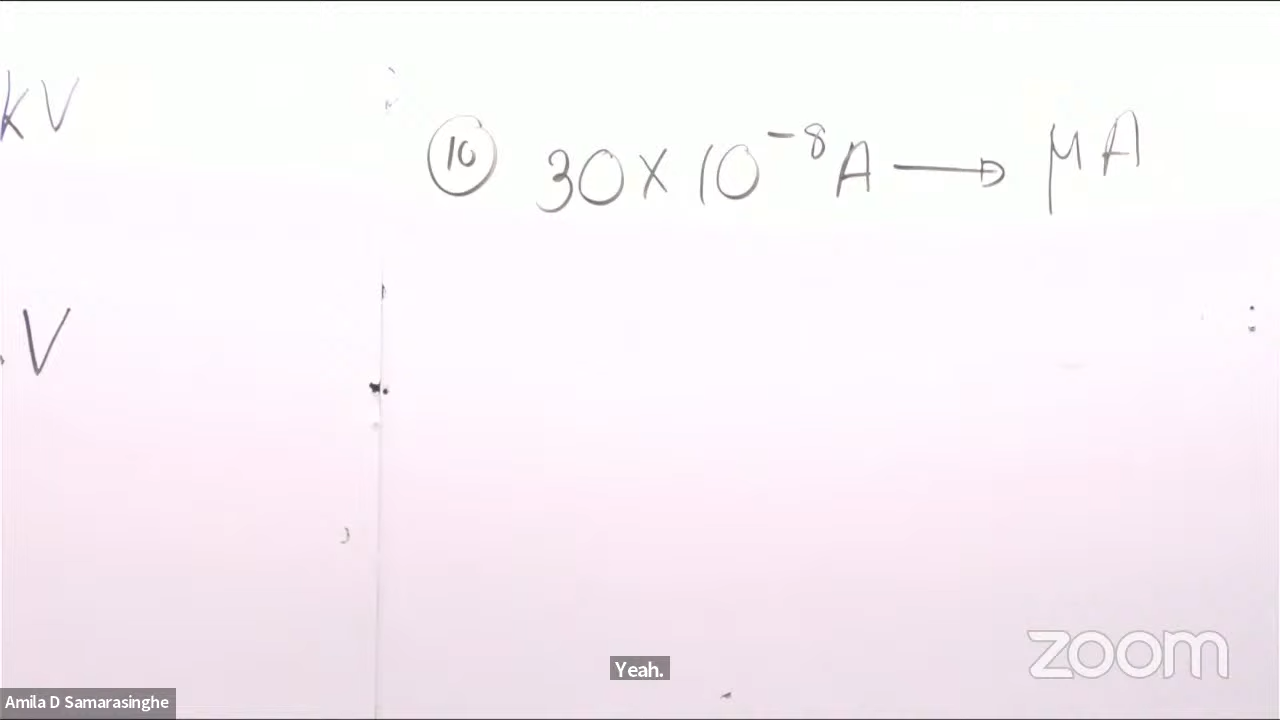 kV
⑩ 30 × 10⁻⁸ A → μA
V
Yeah.
zoom
Amila D Samarasinghe